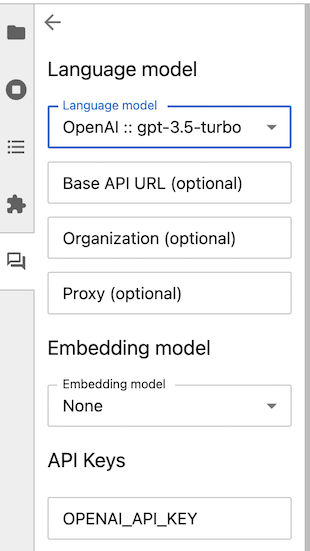 Language model
Language model
OpenAI :: gpt-3.5-turbo
Base API URL (optional)
Organization (optional)
Proxy (optional)
Embedding model
Embedding model
None
API Keys
OPENAI_API_KEY